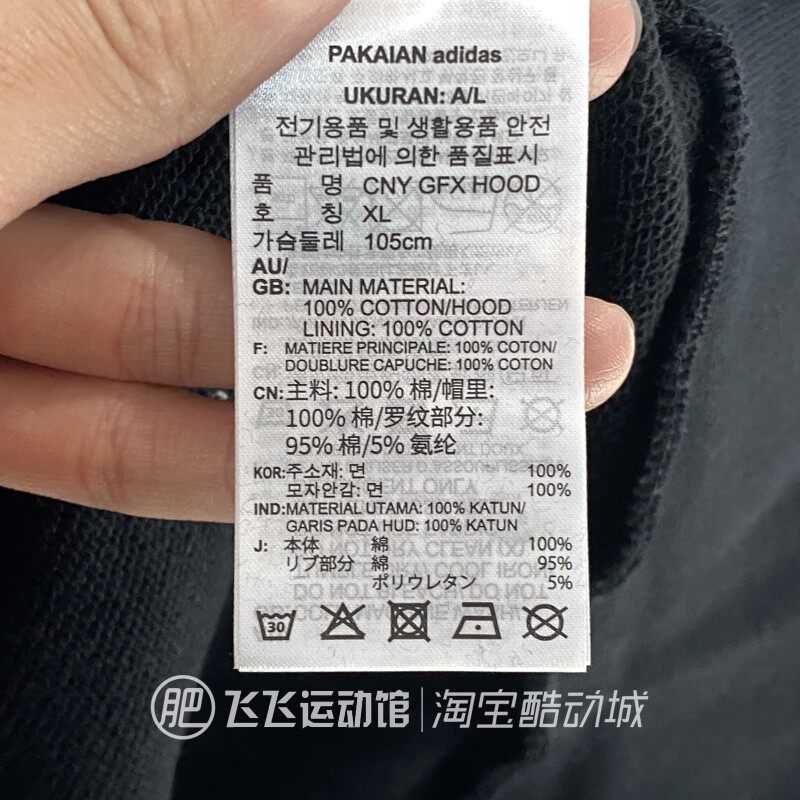 PAKAIAN adidas
UKURAN: A/L
전기용품 및 생활용품 안전
관리법에 의한 품질표시
품 명 CNY GFX HOOD
호 칭 XL
가슴둘레 105cm
AU/
GB: MAIN MATERIAL:
100% COTTON/HOOD
LINING: 100% COTTON
F: MATIERE PRINCIPALE: 100% COTON/
DOUBLURE CAPUCHE: 100% COTON
CN: 主料: 100% 棉/帽里:
100% 棉/罗纹部分:
95% 棉/5% 氨纶
KOR: 주소재: 면 100%
모자안감: 면 100%
IND: MATERIAL UTAMA: 100% KATUN/
GARIS PADA HUD: 100% KATUN
J: 本体 綿 100%
リブ部分 綿 95%
ポリウレタン 5%
30
肥 飞飞运动馆|淘宝酷动城